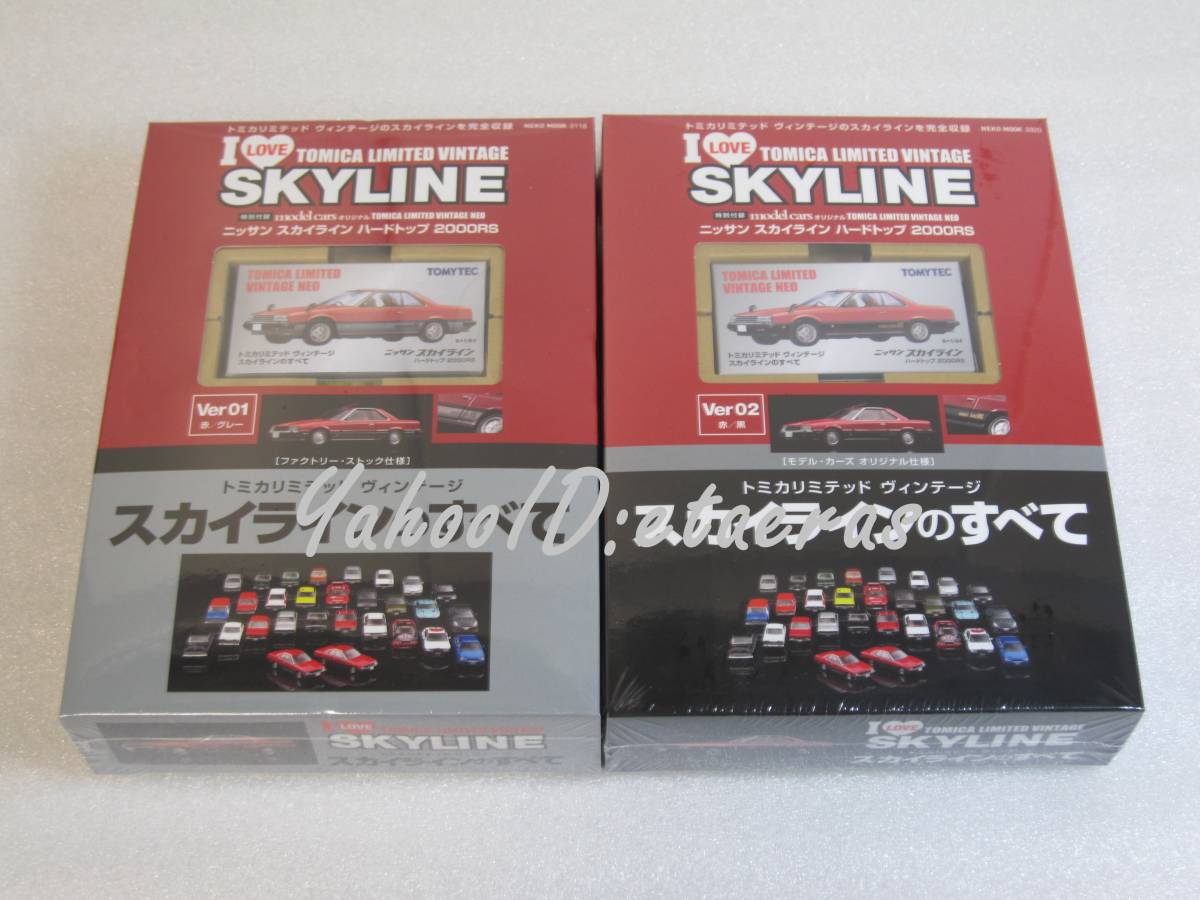 トミカリミテッド ヴィンテージのスカイラインを完全収録
NEKO MOOK
I LOVE TOMICA LIMITED VINTAGE
SKYLINE
特別付録 model cars オリジナル TOMICA LIMITED VINTAGE NEO
ニッサン スカイライン ハードトップ 2000RS
TOMICA LIMITED
VINTAGE NEO
TOMYTEC
トミカリミテッド ヴィンテージ
スカイラインのすべて
ニッサン スカイライン
ハードトップ 2000RS
Ver 01
赤/グレー
[ファクトリー・ストック仕様]
トミカリミテッド ヴィンテージ
スカイラインのすべて
I LOVE TOMICA LIMITED VINTAGE
SKYLINE
スカイラインのすべて
トミカリミテッド ヴィンテージのスカイラインを完全収録
NEKO MOOK
I LOVE TOMICA LIMITED VINTAGE
SKYLINE
特別付録 model cars オリジナル TOMICA LIMITED VINTAGE NEO
ニッサン スカイライン ハードトップ 2000RS
TOMICA LIMITED
VINTAGE NEO
TOMYTEC
トミカリミテッド ヴィンテージ
スカイラインのすべて
ニッサン スカイライン
ハードトップ 2000RS
Ver 02
赤/黒
[モデル・カーズ オリジナル仕様]
トミカリミテッド ヴィンテージ
スカイラインのすべて
I LOVE TOMICA LIMITED VINTAGE
SKYLINE
スカイラインのすべて
YahooID:etaeras